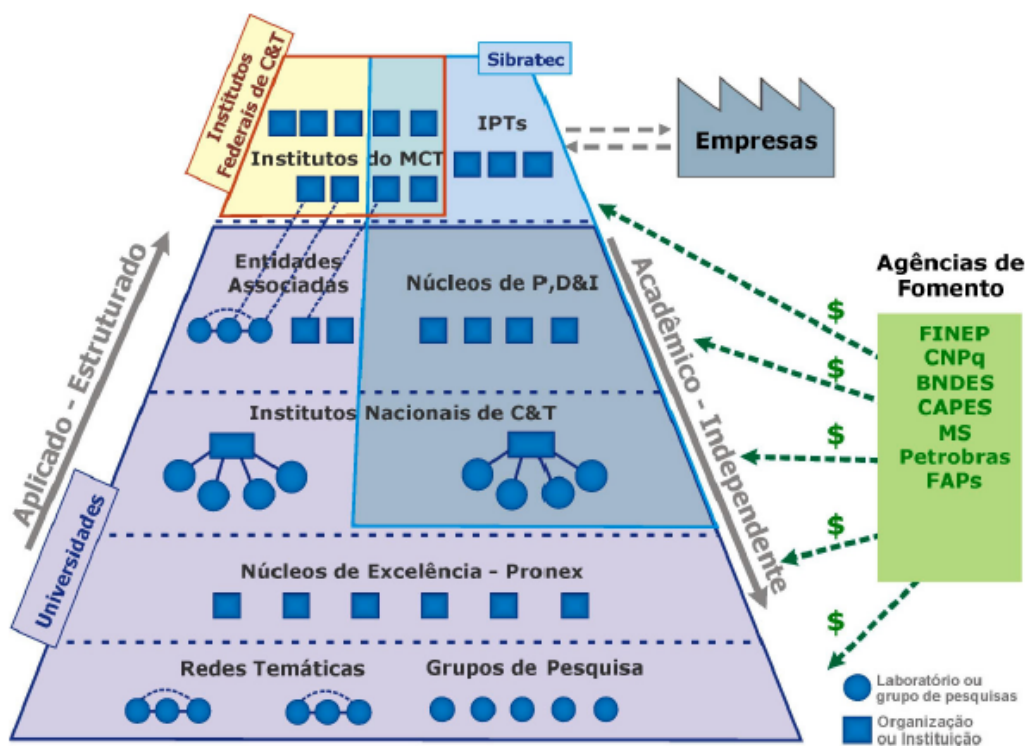 Institutos
Federais de C&T
Sibratec
IPTs
Institutos do MCT
Empresas
Aplicado - Estruturado
Entidades
Associadas
Núcleos de P,D&I
Acadêmico - Independente
Agências de
Fomento
$
FINEP
CNPq
BNDES
CAPES
MS
Petrobras
FAPs
$
$
$
$
Institutos Nacionais de C&T
Universidades
Núcleos de Excelência - Pronex
Redes Temáticas
Grupos de Pesquisa
Laboratório ou
grupo de pesquisas
Organização
ou Instituição